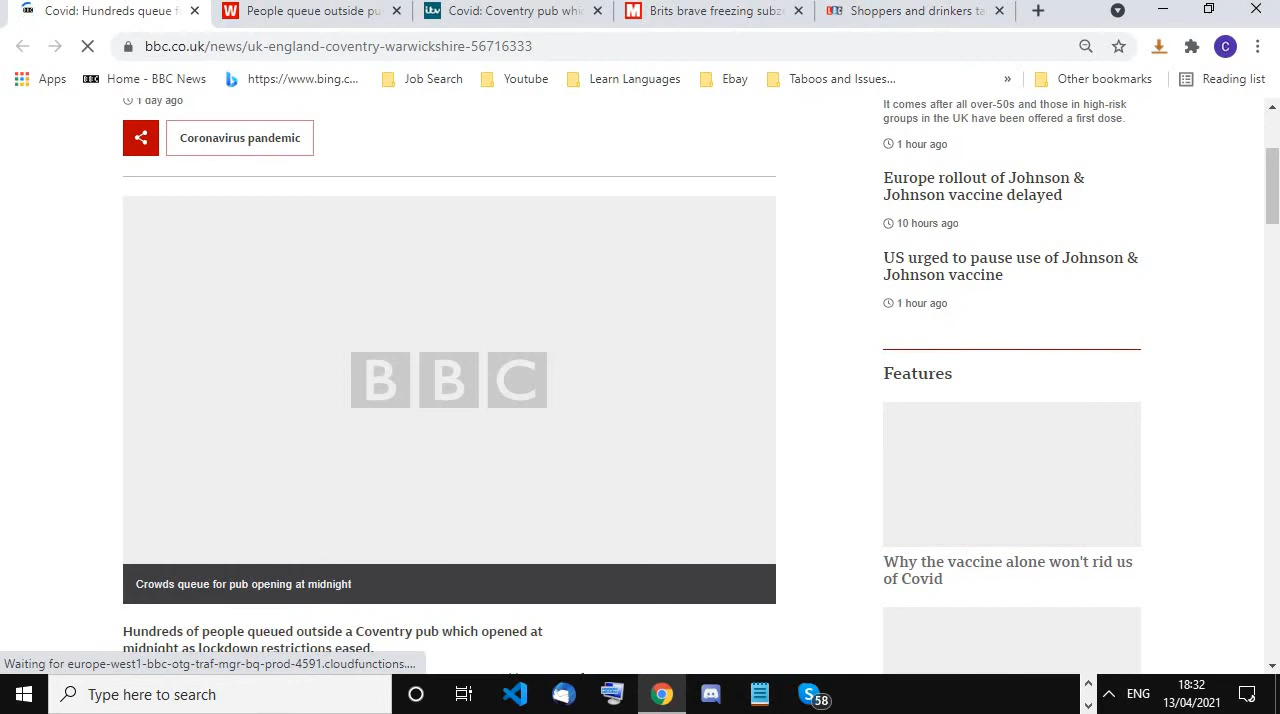 Covid: Hundreds queue f
W People queue outside pu
itv Covid: Coventry pub whic
M Brits brave freezing subz
Shoppers and drinkers ta
bbc.co.uk/news/uk-england-coventry-warwickshire-56716333
C
Apps
BBC Home - BBC News
https://www.bing.c...
Job Search
Youtube
Learn Languages
Ebay
Taboos and Issues...
»
Other bookmarks
Reading list
1 day ago
Coronavirus pandemic
BBC
Crowds queue for pub opening at midnight
Hundreds of people queued outside a Coventry pub which opened at
midnight as lockdown restrictions eased.
It comes after all over-50s and those in high-risk
groups in the UK have been offered a first dose.
1 hour ago
Europe rollout of Johnson &
Johnson vaccine delayed
10 hours ago
US urged to pause use of Johnson &
Johnson vaccine
1 hour ago
Features
Why the vaccine alone won't rid us
of Covid
Waiting for europe-west1-bbc-otg-traf-mgr-bq-prod-4591.cloudfunctions....
Type here to search
S 58
ENG
18:32
13/04/2021